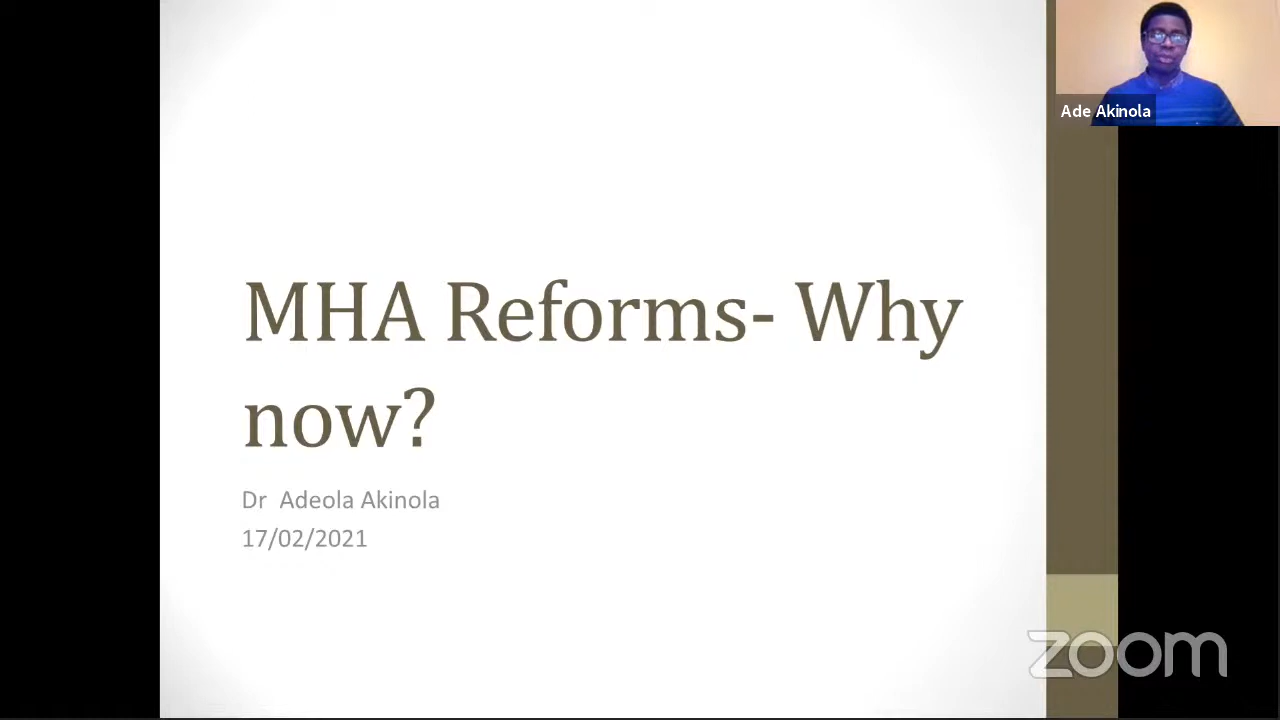 Ade Akinola
MHA Reforms- Why
now?
Dr Adeola Akinola
17/02/2021
zoom